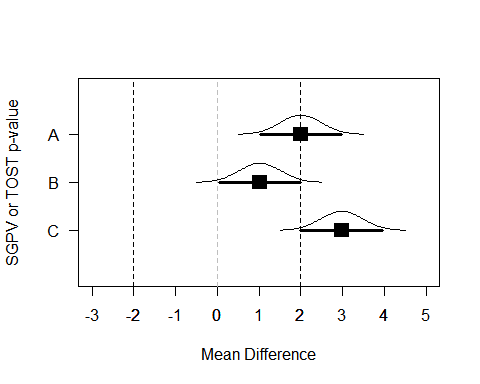 SGPV or TOST p-value
A
B
C
-3 -2 -1 0 1 2 3 4 5
Mean Difference